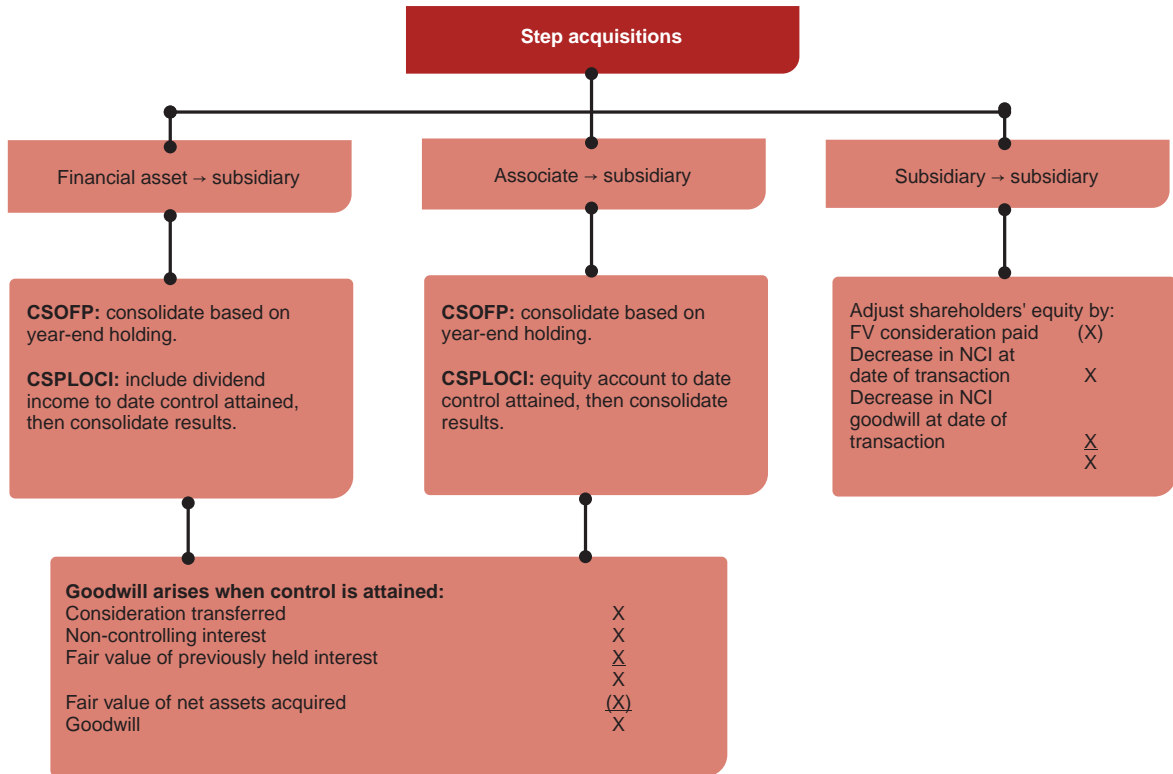 Step acquisitions
Financial asset → subsidiary
Associate → subsidiary
Subsidiary → subsidiary
CSOFP: consolidate based on
year-end holding.
CSPLOCI: include dividend
income to date control attained,
then consolidate results.
CSOFP: consolidate based on
year-end holding.
CSPLOCI: equity account to date
control attained, then consolidate
results.
Adjust shareholders' equity by:
FV consideration paid (X)
Decrease in NCI at
date of transaction X
Decrease in NCI
goodwill at date of
transaction X
X
Goodwill arises when control is attained:
Consideration transferred X
Non-controlling interest X
Fair value of previously held interest X
X
Fair value of net assets acquired (X)
Goodwill X